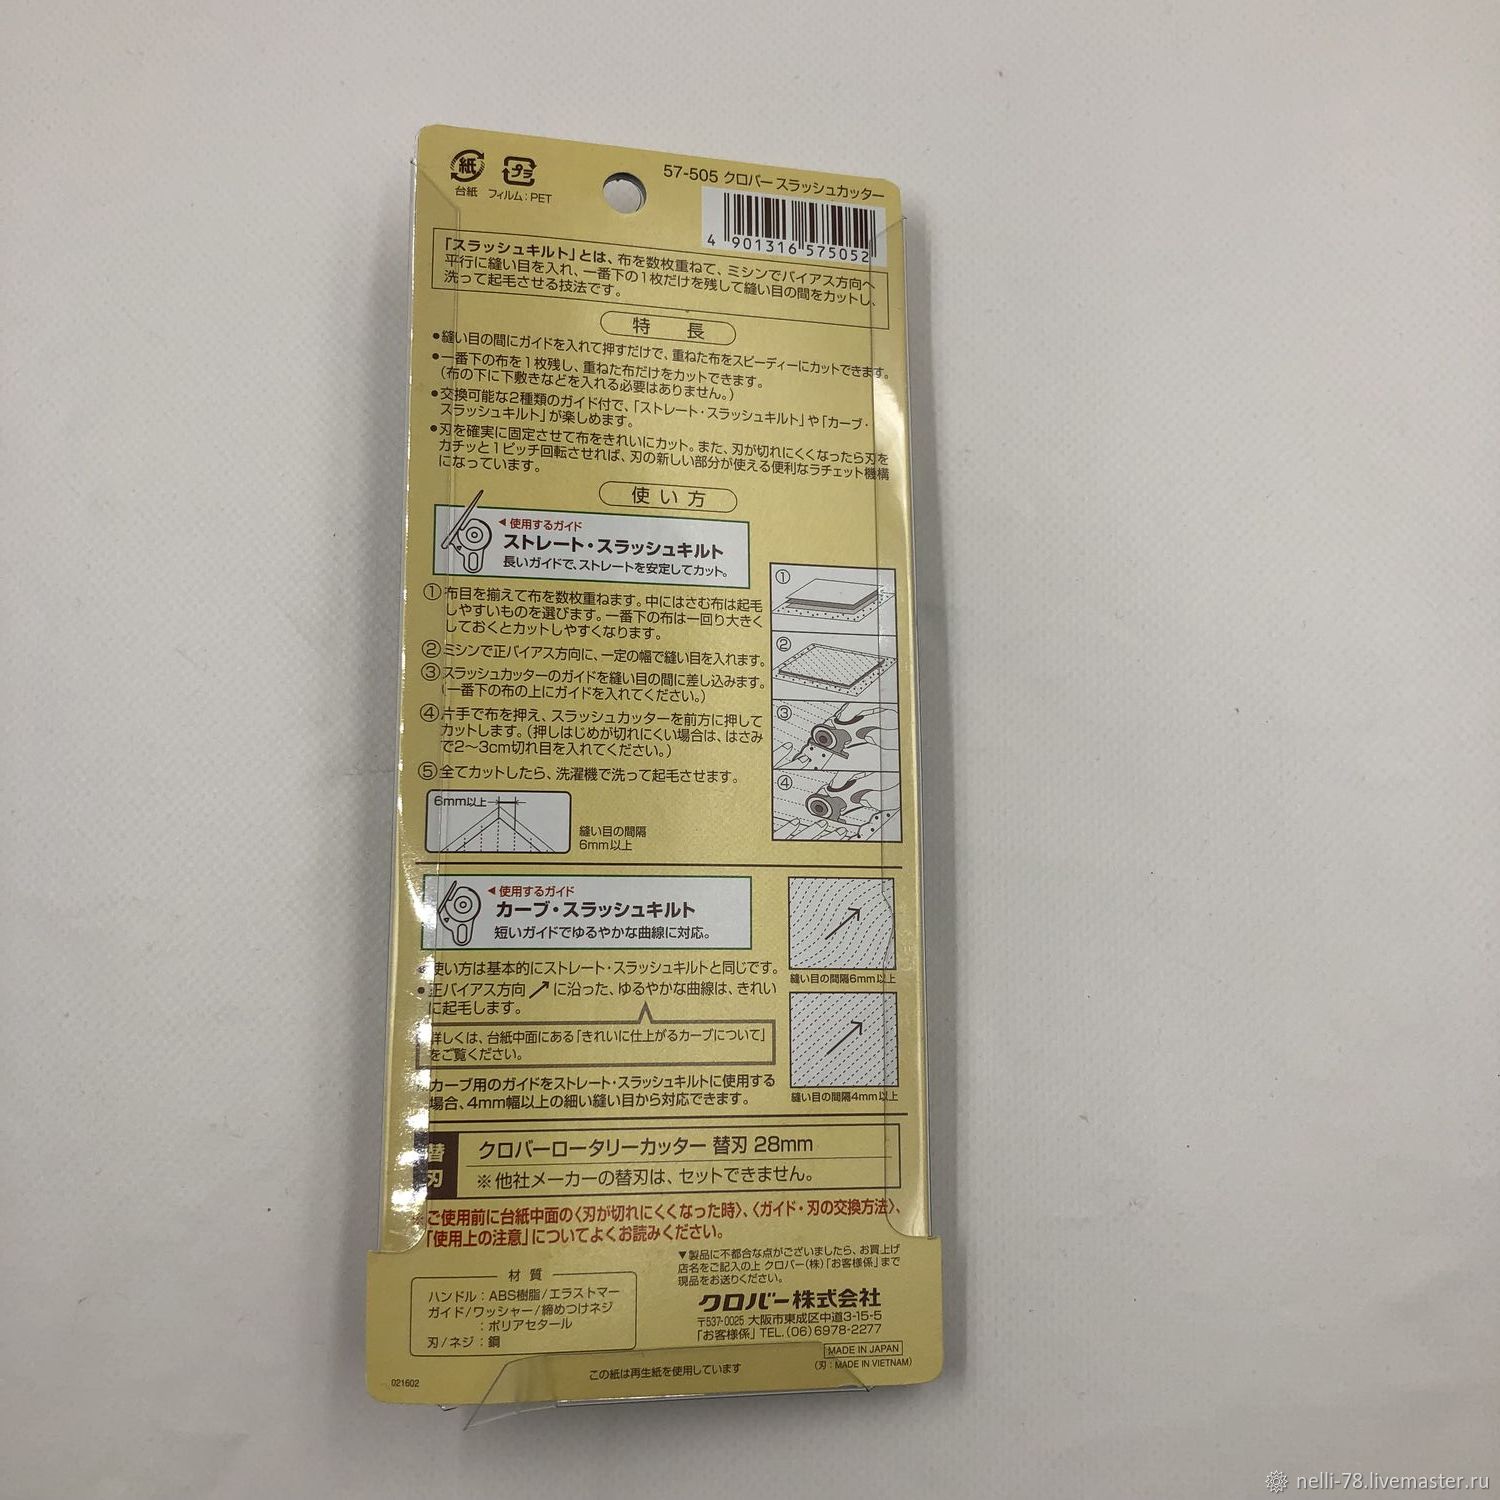 紙
プラ
台紙 フィルム:PET
57-505 クロバー スラッシュカッター
4 901316 575052
「スラッシュキルト」とは、布を数枚重ねて、ミシンでバイアス方向へ
平行に縫い目を入れ、一番下の1枚だけを残して縫い目の間をカットし、
洗って起毛させる技法です。
特 長
●縫い目の間にガイドを入れて押すだけで、重ねた布をスピーディーにカットできます。
●一番下の布を1枚残し、重ねた布だけをカットできます。
(布の下に下敷きなどを入れる必要はありません。)
●交換可能な2種類のガイド付で、「ストレート・スラッシュキルト」や「カーブ・
スラッシュキルト」が楽しめます。
●刃を確実に固定させて布をきれいにカット。また、刃が切れにくくなったら刃を
カチッと1ピッチ回転させれば、刃の新しい部分が使える便利なラチェット機構
になっています。
使 い 方
◀使用するガイド
ストレート・スラッシュキルト
長いガイドで、ストレートを安定してカット。
①布目を揃えて布を数枚重ねます。中にはさむ布は起毛
しやすいものを選びます。一番下の布は一回り大きく
しておくとカットしやすくなります。
②ミシンで正バイアス方向に、一定の幅で縫い目を入れます。
③スラッシュカッターのガイドを縫い目の間に差し込みます。
(一番下の布の上にガイドを入れてください。)
④片手で布を押え、スラッシュカッターを前方に押して
カットします。(押しはじめが切れにくい場合は、はさみ
で2〜3cm切れ目を入れてください。)
⑤全てカットしたら、洗濯機で洗って起毛させます。
①
②
③
④
6mm以上
縫い目の間隔
6mm以上
◀使用するガイド
カーブ・スラッシュキルト
短いガイドでゆるやかな曲線に対応。
●使い方は基本的にストレート・スラッシュキルトと同じです。
●正バイアス方向↗に沿った、ゆるやかな曲線は、きれい
に起毛します。
詳しくは、台紙中面にある「きれいに仕上がるカーブについて」
をご覧ください。
カーブ用のガイドをストレート・スラッシュキルトに使用する
場合、4mm幅以上の細い縫い目から対応できます。
縫い目の間隔6mm以上
縫い目の間隔4mm以上
替刃
クロバーロータリーカッター 替刃 28mm
※他社メーカーの替刃は、セットできません。
※ご使用前に台紙中面の〈刃が切れにくくなった時〉、〈ガイド・刃の交換方法〉、
「使用上の注意」についてよくお読みください。
材 質
ハンドル:ABS樹脂/エラストマー
ガイド/ワッシャー/締めつけネジ
:ポリアセタール
刃/ネジ:鋼
▼製品に不都合な点がございましたら、お買上げ
店名をご記入の上 クロバー(株)「お客様係」まで
現品をお送りください。
クロバー株式会社
〒537-0025 大阪市東成区中道3-15-5
「お客様係」TEL.(06)6978-2277
MADE IN JAPAN
(刃:MADE IN VIETNAM)
この紙は再生紙を使用しています
021602
nelli-78.livemaster.ru